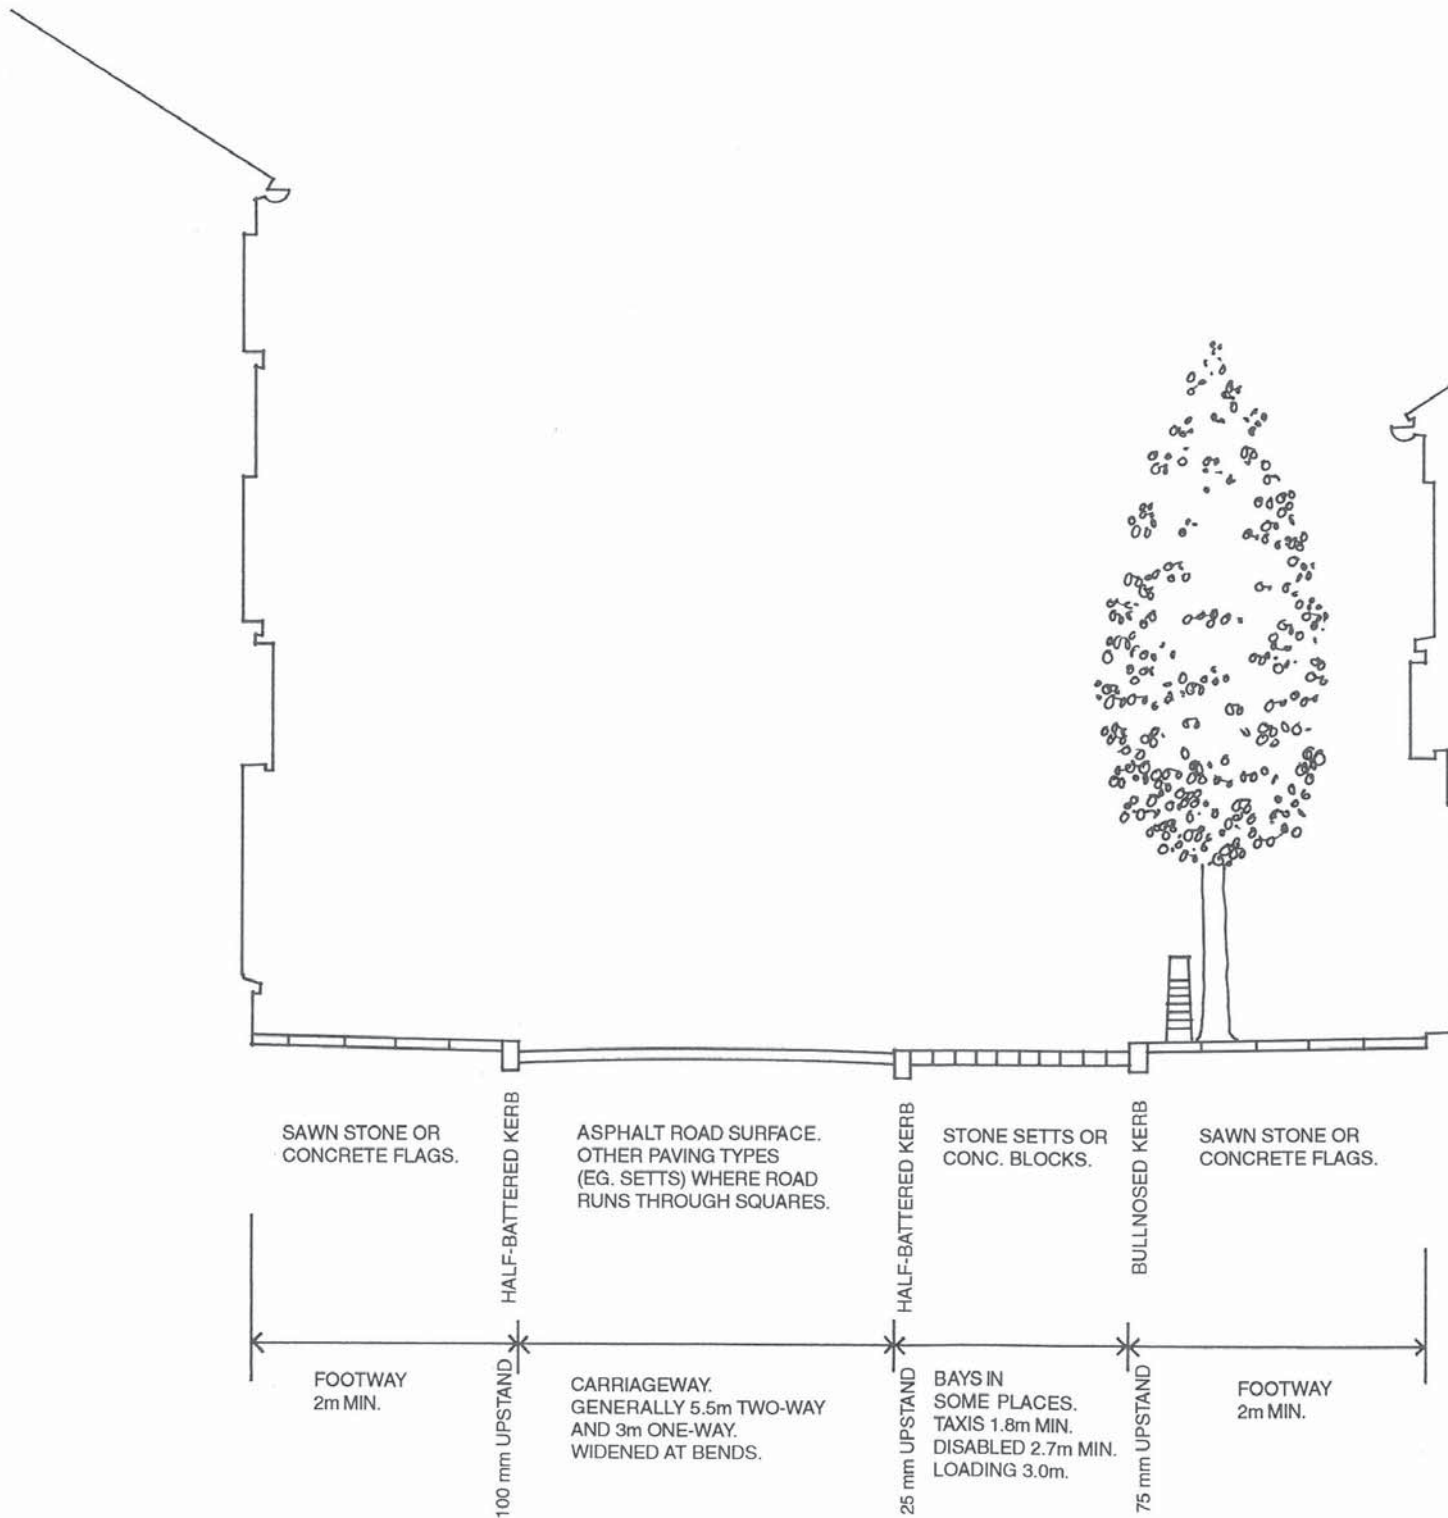 SAWN STONE OR
CONCRETE FLAGS.
HALF-BATTERED KERB
ASPHALT ROAD SURFACE.
OTHER PAVING TYPES
(EG. SETTS) WHERE ROAD
RUNS THROUGH SQUARES.
HALF-BATTERED KERB
STONE SETTS OR
CONC. BLOCKS.
BULLNOSED KERB
SAWN STONE OR
CONCRETE FLAGS.
FOOTWAY
2m MIN.
100 mm UPSTAND
CARRIAGEWAY.
GENERALLY 5.5m TWO-WAY
AND 3m ONE-WAY.
WIDENED AT BENDS.
25 mm UPSTAND
BAYS IN
SOME PLACES.
TAXIS 1.8m MIN.
DISABLED 2.7m MIN.
LOADING 3.0m.
75 mm UPSTAND
FOOTWAY
2m MIN.